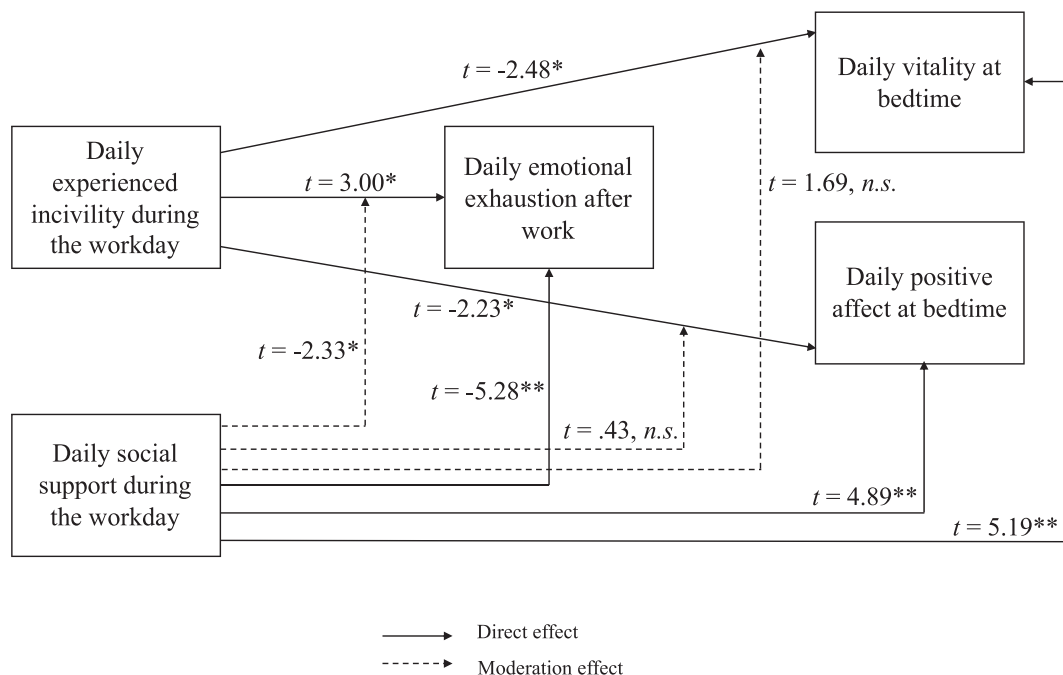 Daily vitality at
bedtime
t = -2.48*
Daily
experienced
incivility during
the workday
Daily emotional
exhaustion after
work
t = 3.00*
t = 1.69, n.s.
Daily positive
affect at bedtime
t = -2.23*
t = -2.33*
t = -5.28**
t = .43, n.s.
Daily social
support during
the workday
t = 4.89**
t = 5.19**
Direct effect
Moderation effect